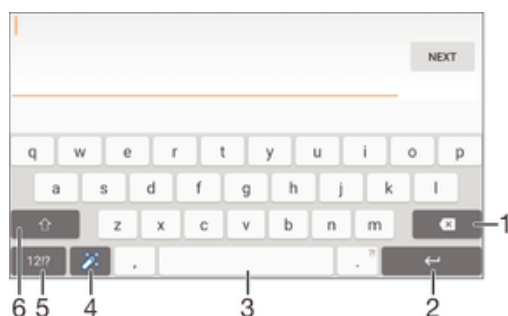 NEXT
q w e r t y u i o p
a s d f g h j k l
z x c v b n m 1
12!? , . ?!
6 5 4 3 2